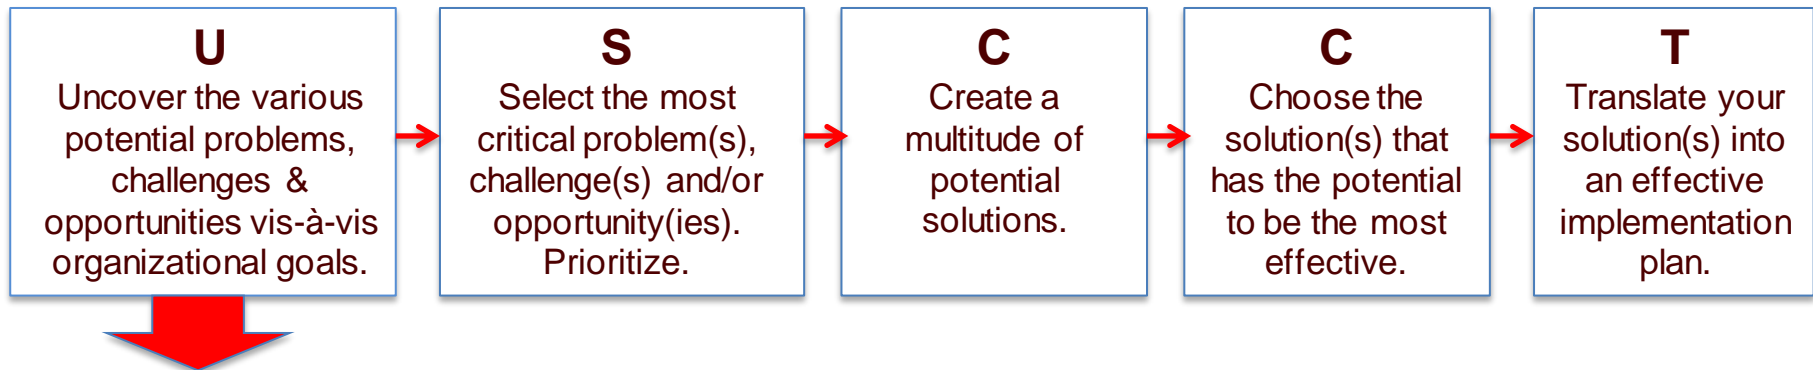 U
Uncover the various
potential problems,
challenges &
opportunities vis-à-vis
organizational goals.
S
Select the most
critical problem(s),
challenge(s) and/or
opportunity(ies).
Prioritize.
C
Create a
multitude of
potential
solutions.
C
Choose the
solution(s) that
has the potential
to be the most
effective.
T
Translate your
solution(s) into
an effective
implementation
plan.